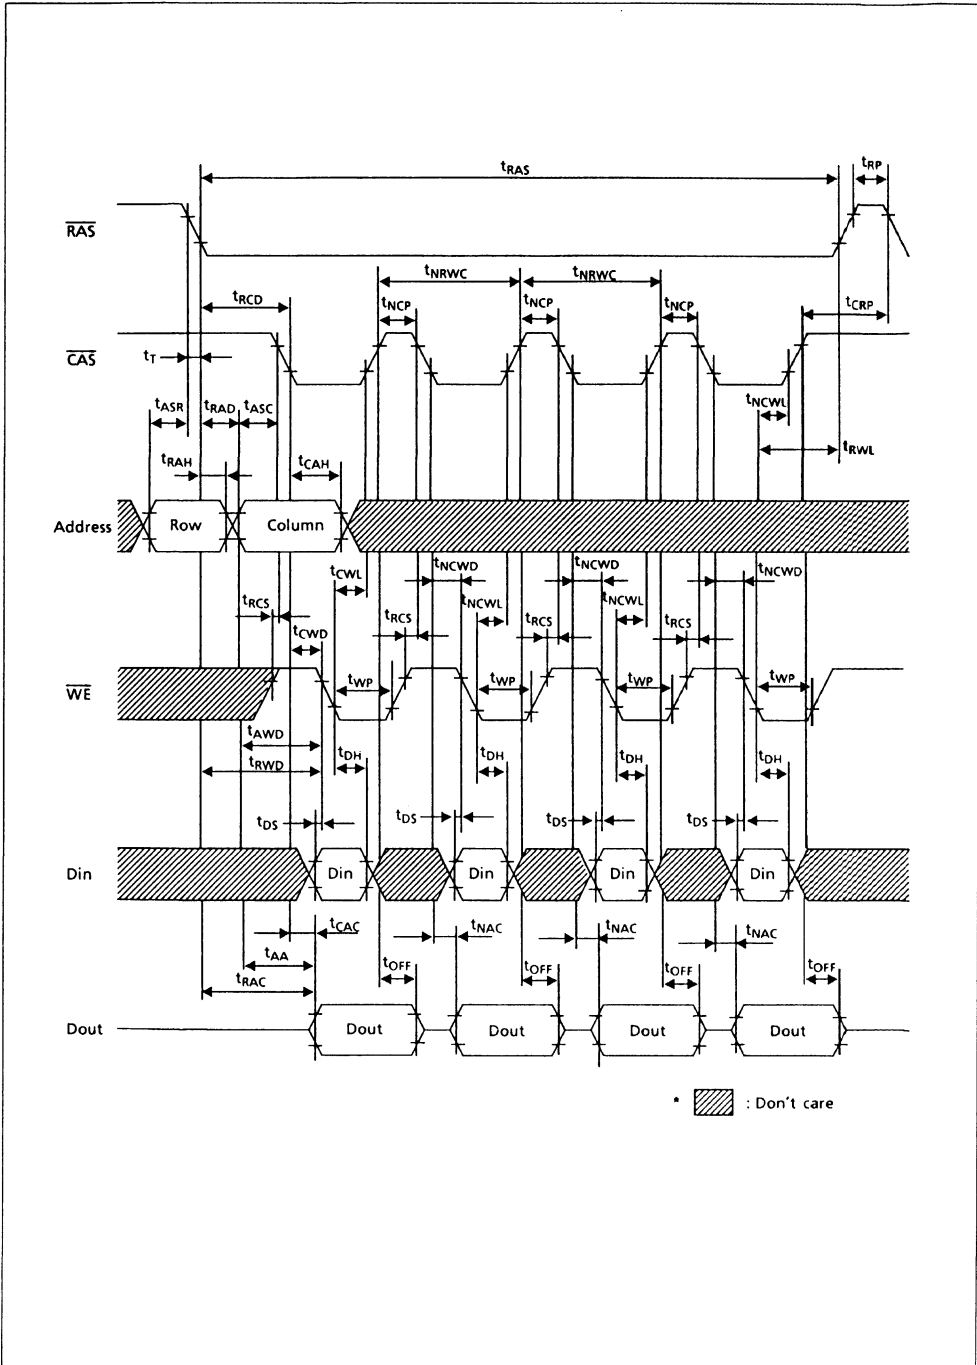 tRAS
tRP
RAS
tNRWC
tNRWC
tRCD
tNCP
tNCP
tNCP
tCRP
CAS
tT
tASR
tRAD
tASC
tNCWL
tRAH
tCAH
tRWL
Address
Row
Column
tCWL
tNCWD
tNCWD
tNCWD
tRCS
tCWD
tRCS
tNCWL
tRCS
tNCWL
tRCS
WE
tWP
tWP
tWP
tWP
tAWD
tRWD
tDH
tDH
tDH
tDH
tDS
tDS
tDS
tDS
Din
Din
Din
Din
Din
tCAC
tNAC
tNAC
tNAC
tAA
tRAC
tOFF
tOFF
tOFF
tOFF
Dout
Dout
Dout
Dout
Dout
* : Don't care